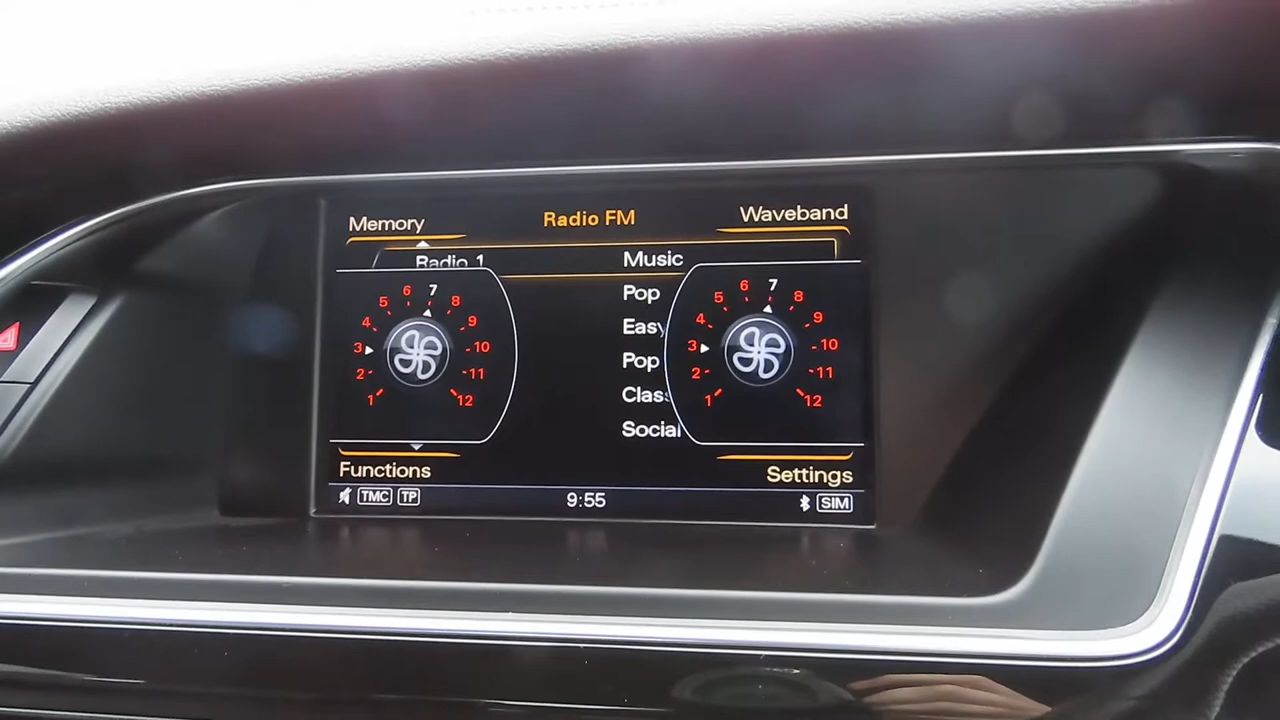 Memory Radio FM Waveband
Radio 1 Music
Pop
Easy
Pop
Clas
Social
1 2 3 4 5 6 7 8 9 10 11 12
1 2 3 4 5 6 7 8 9 10 11 12
Functions Settings
TMC TP 9:55 SIM